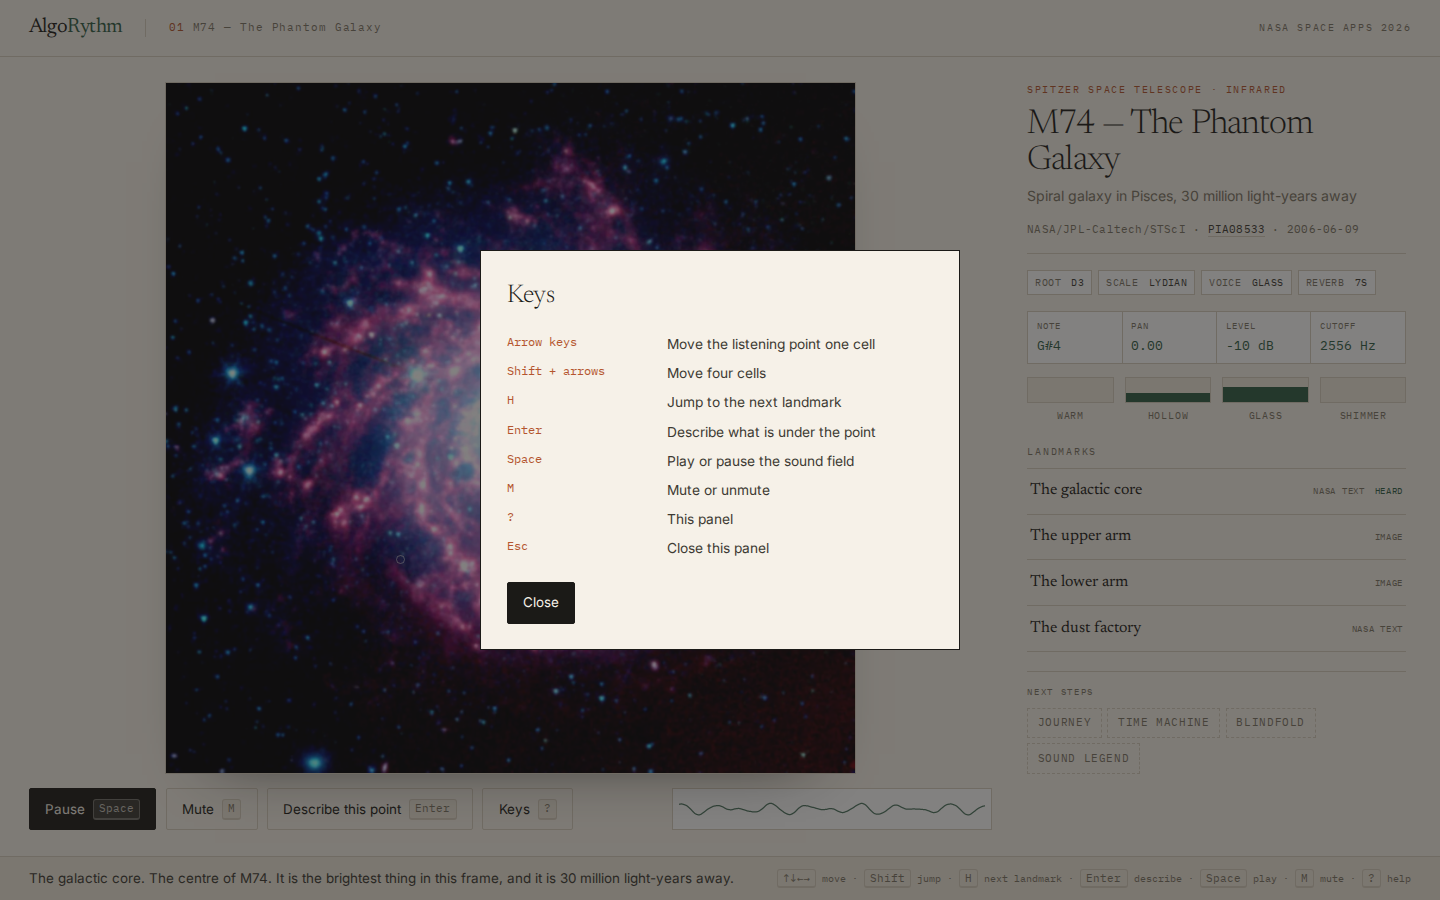 AlgoRythm
01 M74 — The Phantom Galaxy
NASA SPACE APPS 2026
SPITZER SPACE TELESCOPE · INFRARED
M74 — The Phantom
Galaxy
Spiral galaxy in Pisces, 30 million light-years away
NASA/JPL-Caltech/STScI · PIA08533 · 2006-06-09
ROOT D3 SCALE LYDIAN VOICE GLASS REVERB 7S
NOTE PAN LEVEL CUTOFF
G#4 0.00 -10 dB 2556 Hz
WARM HOLLOW GLASS SHIMMER
LANDMARKS
The galactic core NASA TEXT HEARD
The upper arm IMAGE
The lower arm IMAGE
The dust factory NASA TEXT
NEXT STEPS
JOURNEY TIME MACHINE BLINDFOLD
SOUND LEGEND
Keys
Arrow keys Move the listening point one cell
Shift + arrows Move four cells
H Jump to the next landmark
Enter Describe what is under the point
Space Play or pause the sound field
M Mute or unmute
? This panel
Esc Close this panel
Close
Pause Space Mute M Describe this point Enter Keys ?
The galactic core. The centre of M74. It is the brightest thing in this frame, and it is 30 million light-years away.
↑↓←→ move · Shift jump · H next landmark · Enter describe · Space play · M mute · ? help